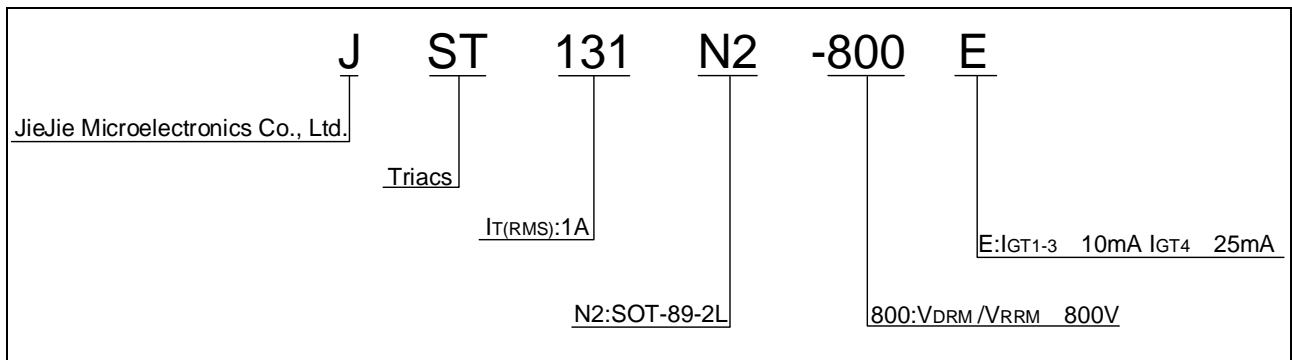 J ST 131 N2 -800 E
JieJie Microelectronics Co., Ltd.
Triacs
IT(RMS):1A
E:IGT1-3 10mA IGT4 25mA
N2:SOT-89-2L
800:VDRM /VRRM 800V